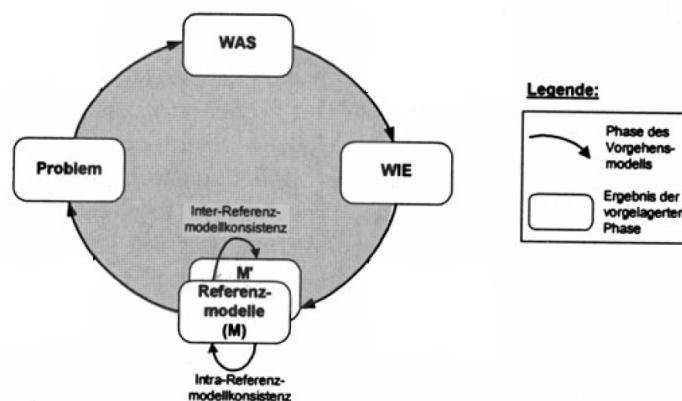 WAS
Problem
WIE
Inter-Referenz-
modellkonsistenz
M'
Referenz-
modelle
(M)
Intra-Referenz-
modellkonsistenz
Legende:
Phase des
Vorgehens-
modells
Ergebnis der
vorgelagerten
Phase